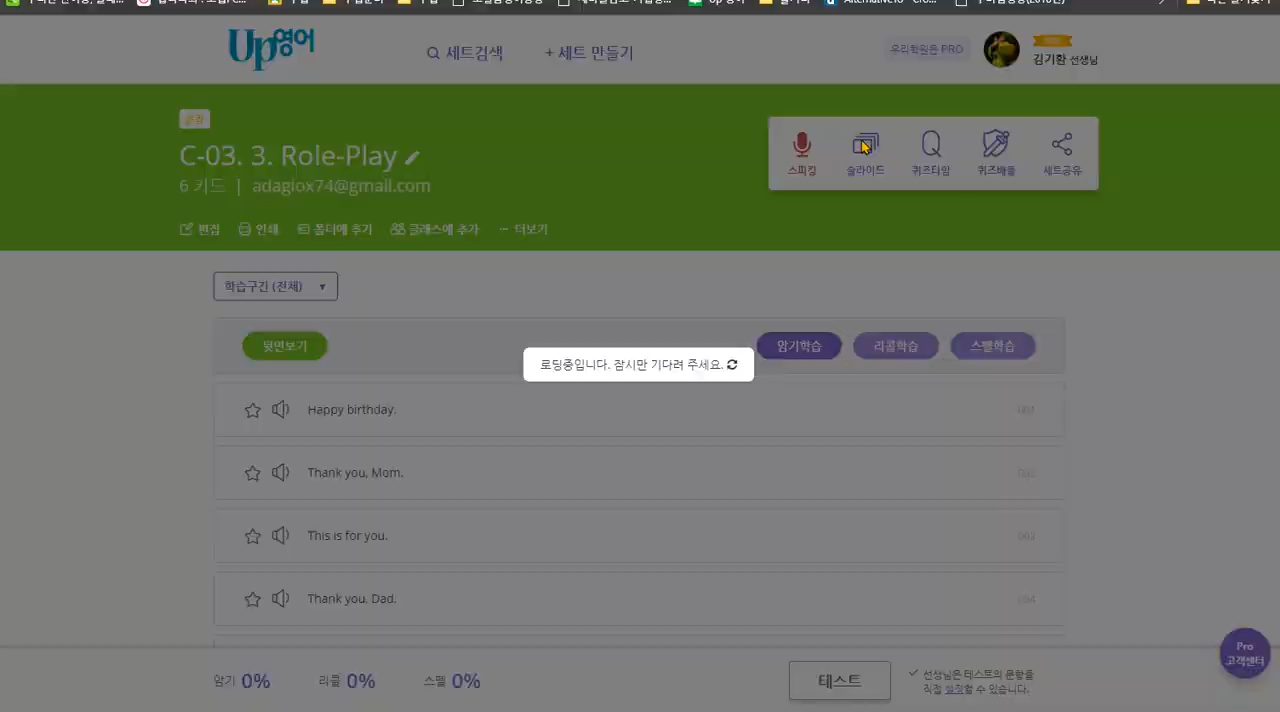 Up영어
세트검색
+ 세트 만들기
우리학원은 PRO
김기환 선생님
C-03. 3. Role-Play
6 카드 | adagiox74@gmail.com
스피킹
슬라이드
퀴즈타임
퀴즈배틀
세트공유
편집
인쇄
폴더에 추가
클래스에 추가
··· 더보기
학습구간 (전체) ▼
뒷면보기
암기학습
리콜학습
스펠학습
로딩중입니다. 잠시만 기다려 주세요.
Happy birthday.
001
Thank you, Mom.
002
This is for you.
003
Thank you, Dad.
004
암기 0%
리콜 0%
스펠 0%
테스트
선생님은 테스트의 문항을
직접 설정할 수 있습니다.
Pro
고객센터